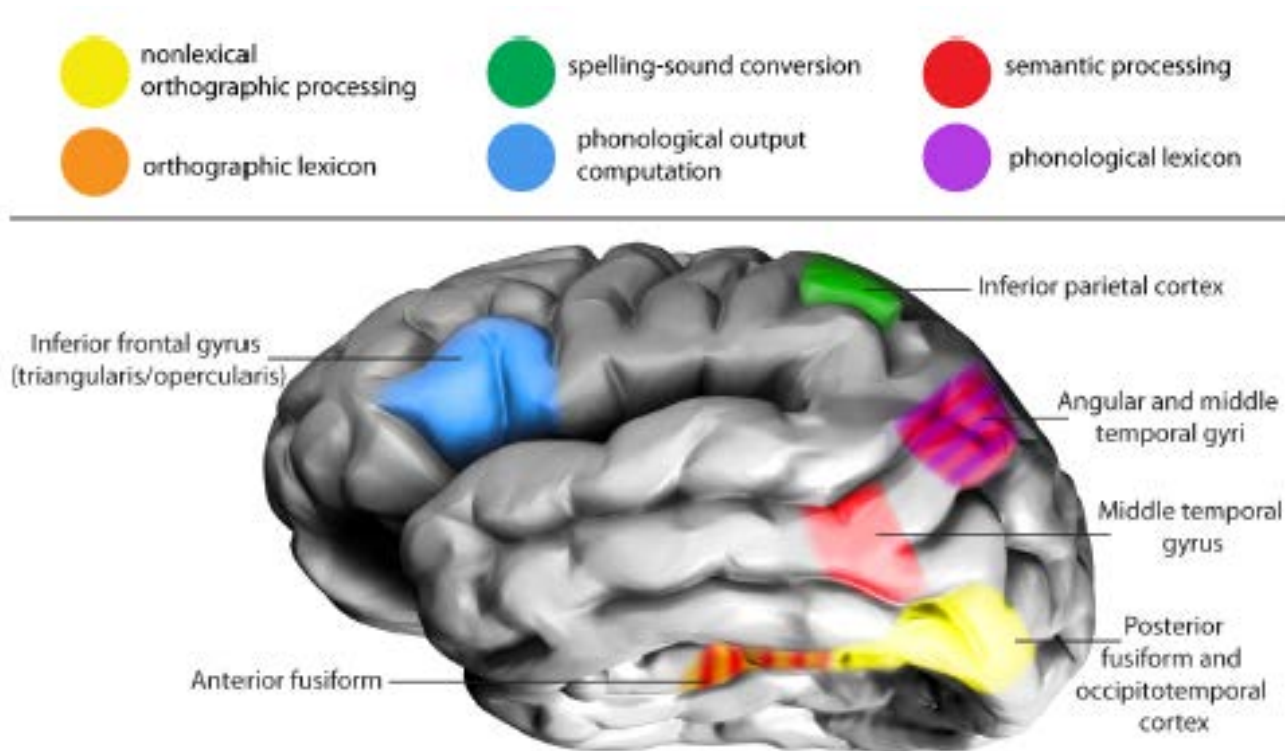 nonlexical
orthographic processing
spelling-sound conversion
semantic processing
orthographic lexicon
phonological output
computation
phonological lexicon
Inferior parietal cortex
Inferior frontal gyrus
(triangularis/opercularis)
Angular and middle
temporal gyri
Middle temporal
gyrus
Posterior
fusiform and
occipitotemporal
cortex
Anterior fusiform